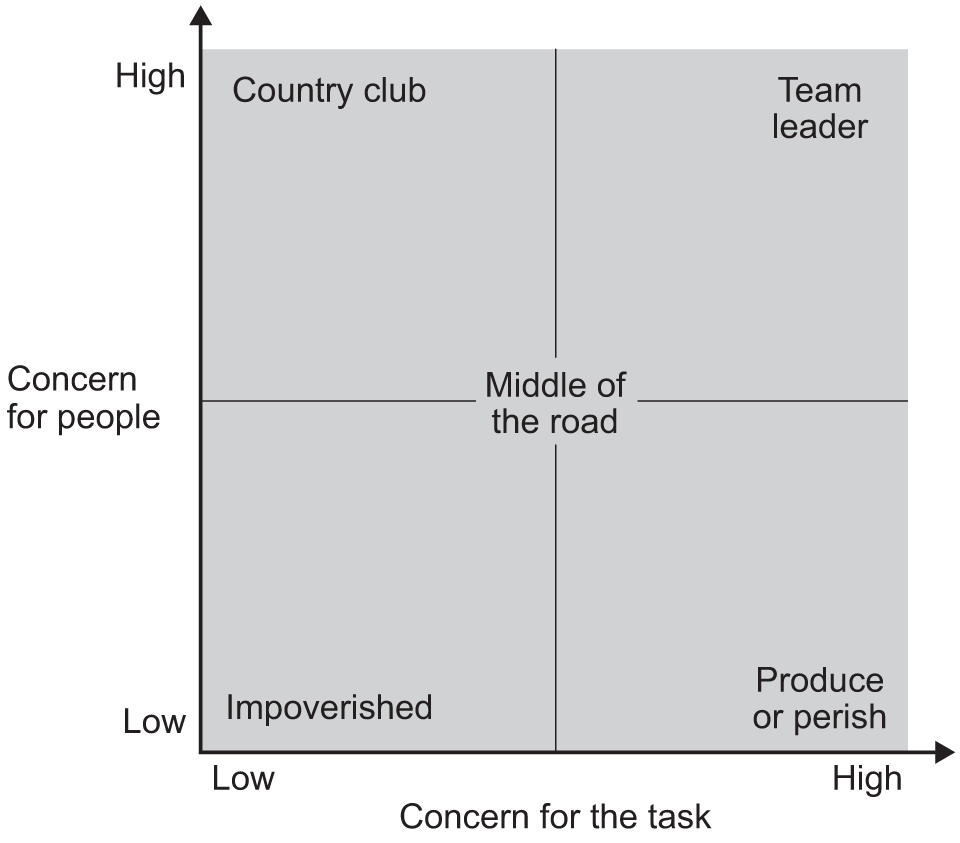 High
Country club
Team
leader
Concern
for people
Middle of
the road
Low
Impoverished
Produce
or perish
Low
High
Concern for the task